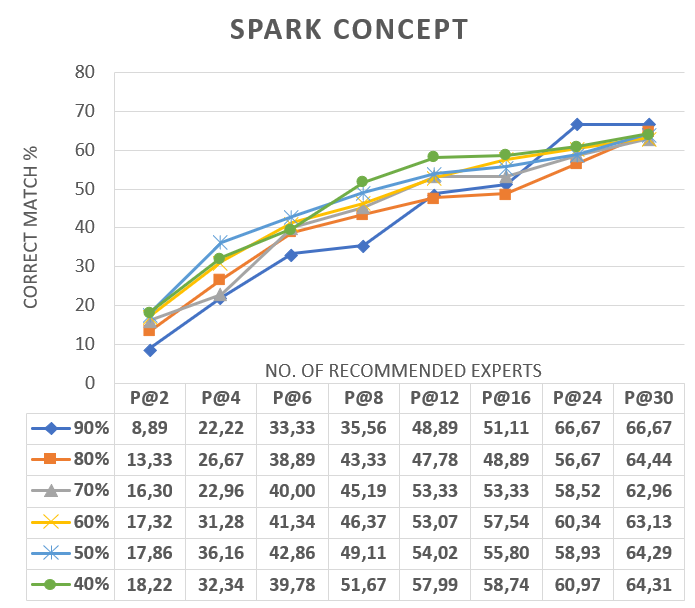 SPARK CONCEPT
CORRECT MATCH %
80
70
60
50
40
30
20
10
0
NO. OF RECOMMENDED EXPERTS
P@2 P@4 P@6 P@8 P@12 P@16 P@24 P@30
90% 8,89 22,22 33,33 35,56 48,89 51,11 66,67 66,67
80% 13,33 26,67 38,89 43,33 47,78 48,89 56,67 64,44
70% 16,30 22,96 40,00 45,19 53,33 53,33 58,52 62,96
60% 17,32 31,28 41,34 46,37 53,07 57,54 60,34 63,13
50% 17,86 36,16 42,86 49,11 54,02 55,80 58,93 64,29
40% 18,22 32,34 39,78 51,67 57,99 58,74 60,97 64,31